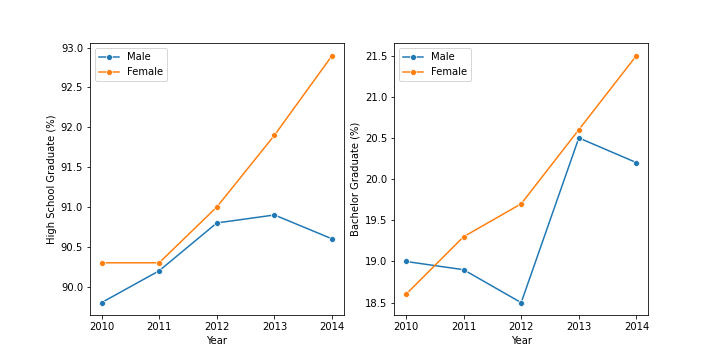 High School Graduate (%)
93.0
92.5
92.0
91.5
91.0
90.5
90.0
Male
Female
2010 2011 2012 2013 2014
Year
Bachelor Graduate (%)
21.5
21.0
20.5
20.0
19.5
19.0
18.5
Male
Female
2010 2011 2012 2013 2014
Year